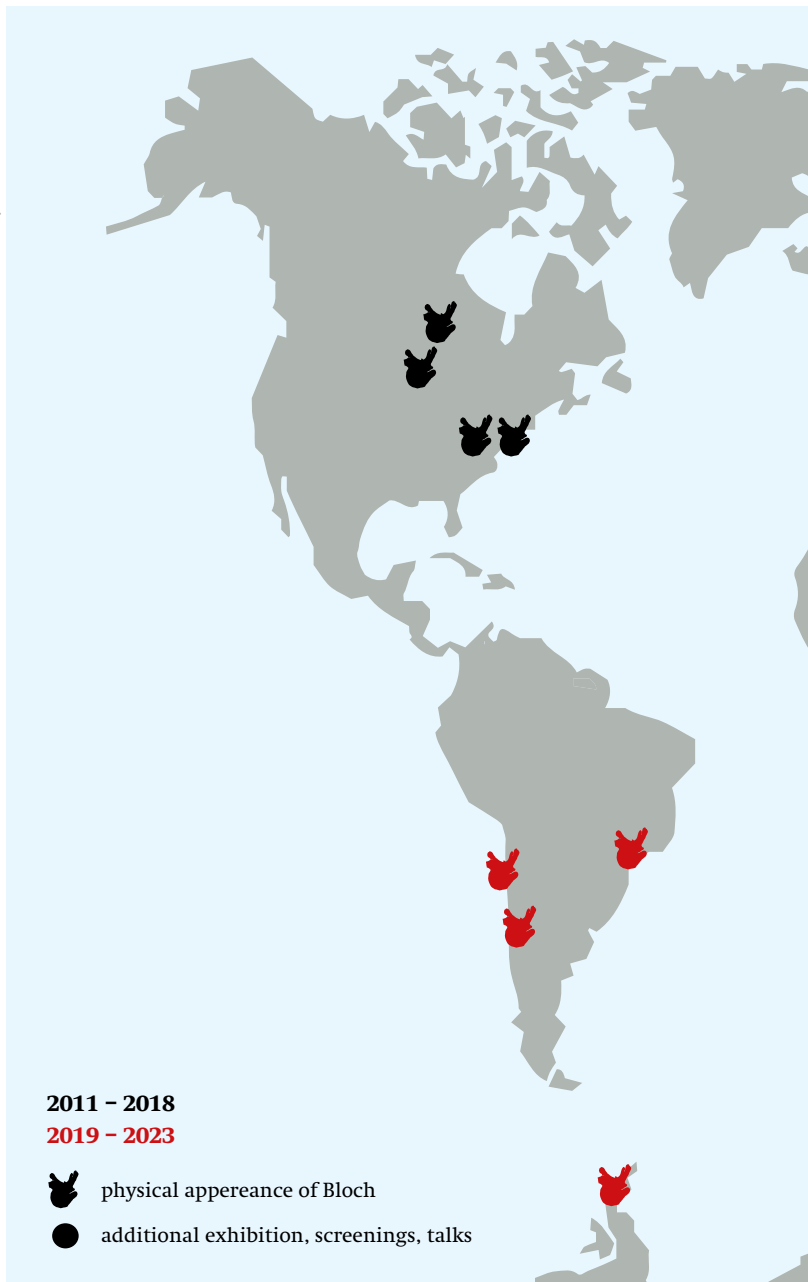 2011 – 2018
2019 – 2023
physical appereance of Bloch
additional exhibition, screenings, talks